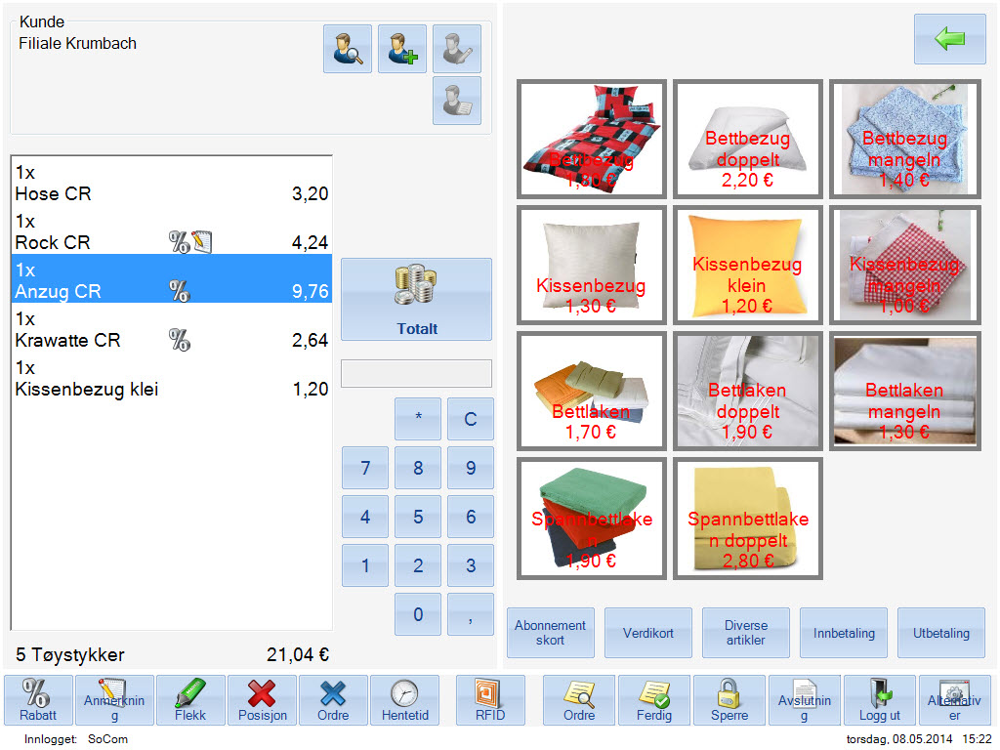 Kunde
Filiale Krumbach
1x
Hose CR 3,20
1x
Rock CR 4,24
1x
Anzug CR 9,76
1x
Krawatte CR 2,64
1x
Kissenbezug klei 1,20
5 Tøystykker 21,04 €
Totalt
* C
7 8 9
4 5 6
1 2 3
0 ,
Bettbezug
1,80 €
Bettbezug
doppelt
2,20 €
Bettbezug
mangeln
1,40 €
Kissenbezug
1,30 €
Kissenbezug
klein
1,20 €
Kissenbezug
mangeln
1,00 €
Bettlaken
1,70 €
Bettlaken
doppelt
1,90 €
Bettlaken
mangeln
1,30 €
Spannbettlake
n
1,90 €
Spannbettlake
n doppelt
2,80 €
Abonnement
skort
Verdikort
Diverse
artikler
Innbetaling
Utbetaling
Rabatt
Anmerknin
g
Flekk
Posisjon
Ordre
Hentetid
RFID
Ordre
Ferdig
Sperre
Avslutnin
g
Logg ut
Alternativ
er
Innlogget: SoCom
torsdag, 08.05.2014 15:22